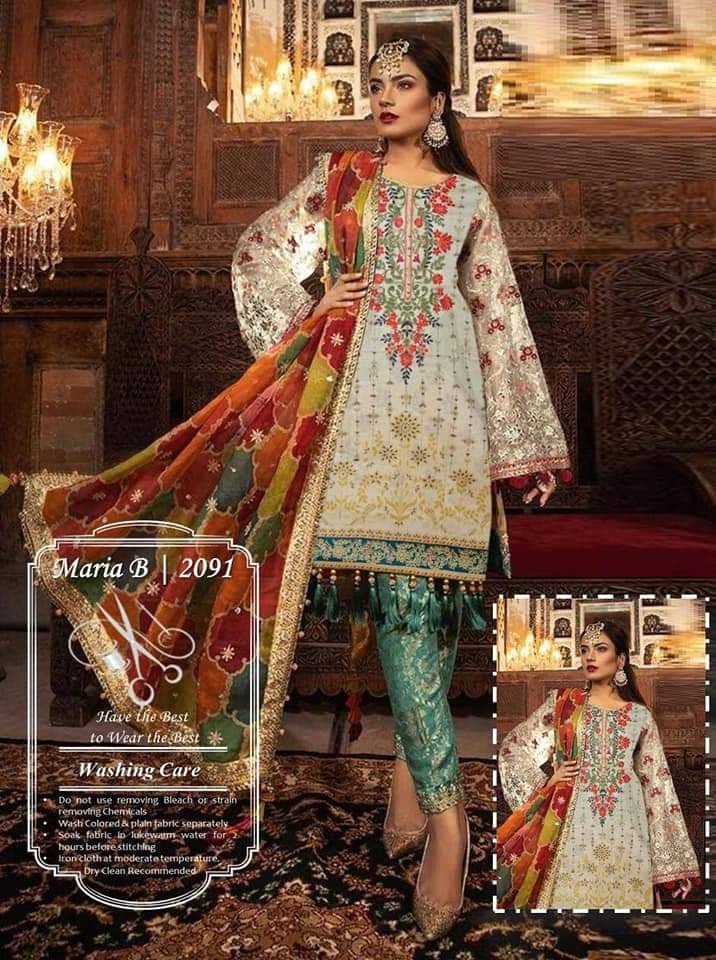 Maria B | 2091
Have the Best
to Wear the Best
Washing Care
• Do not use removing Bleach or strain
removing Chemicals
• Wash Colored & plain fabric separately
• Soak fabric in lukewarm water for 2
hours before stitching
• Iron cloth at moderate temperature.
Dry Clean Recommended